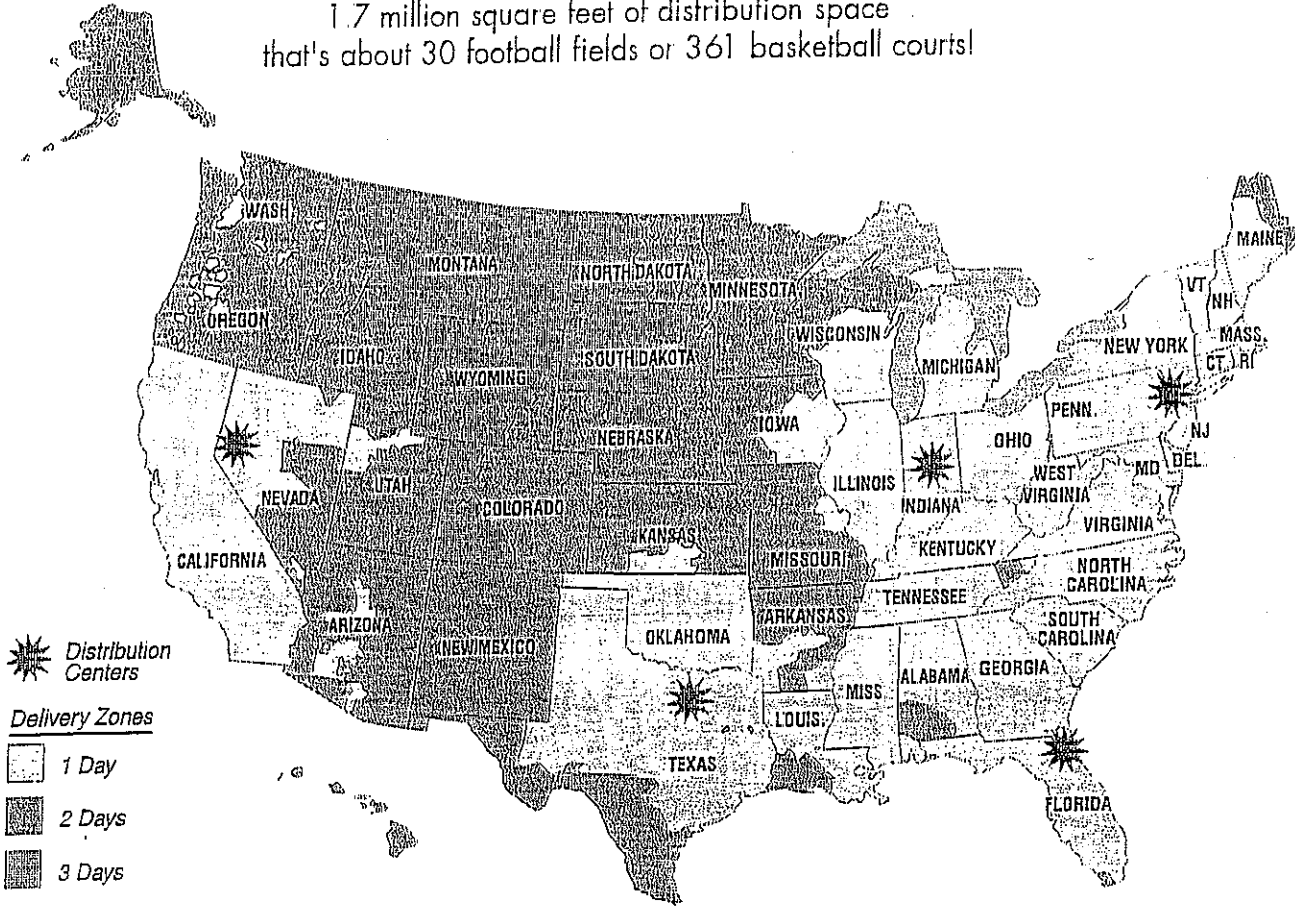 1.7 million square feet of distribution space
that's about 30 football fields or 361 basketball courts!
WASH
MONTANA
NORTH DAKOTA
MINNESOTA
MAINE
VT
NH
OREGON
IDAHO
WYOMING
SOUTH DAKOTA
WISCONSIN
MICHIGAN
NEW YORK
MASS.
CT
RI
NEBRASKA
IOWA
PENN.
OHIO
NJ
NEVADA
UTAH
COLORADO
ILLINOIS
INDIANA
WEST
VIRGINIA
MD
DEL.
KANSAS
MISSOURI
KENTUCKY
VIRGINIA
CALIFORNIA
ARIZONA
NEW MEXICO
OKLAHOMA
ARKANSAS
TENNESSEE
NORTH
CAROLINA
SOUTH
CAROLINA
MISS
ALABAMA
GEORGIA
LOUIS.
TEXAS
FLORIDA
Distribution
Centers
Delivery Zones
1 Day
2 Days
3 Days